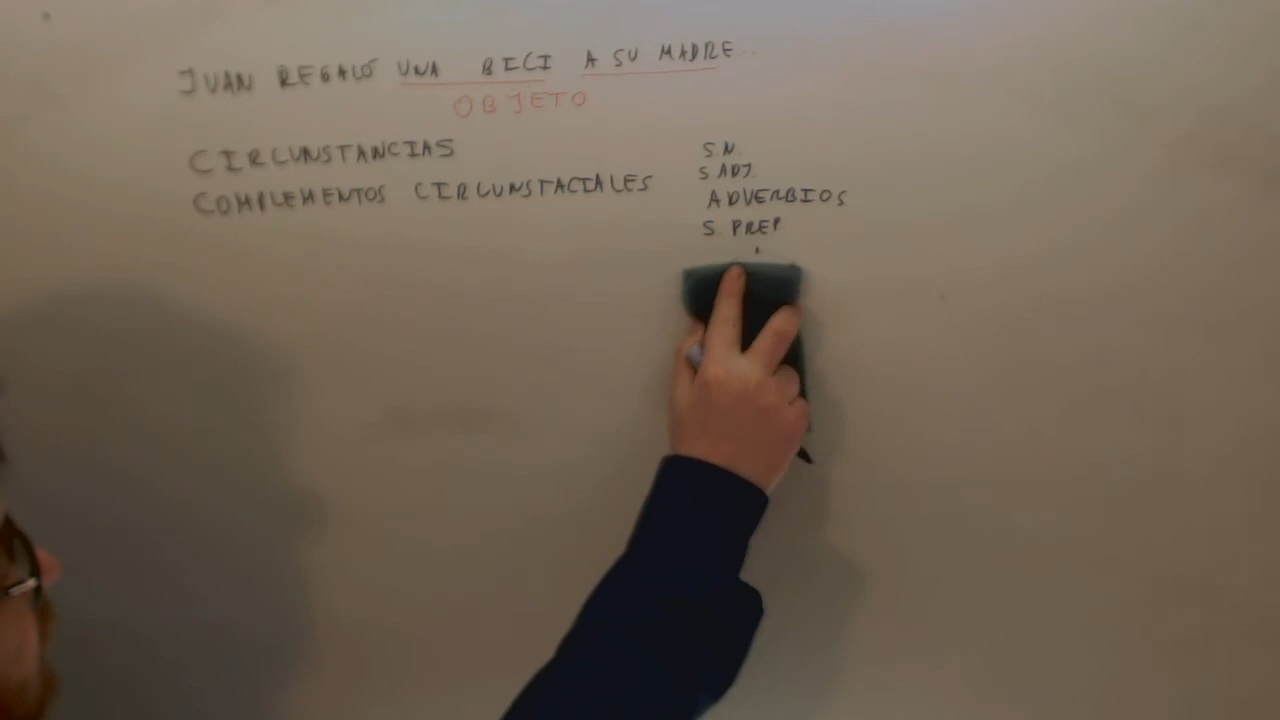 JUAN REGALÓ UNA BICI A SU MADRE
OBJETO
CIRCUNSTANCIAS
COMPLEMENTOS CIRCUNSTACIALES
S N.
S ADJ.
ADVERBIOS
S. PREP